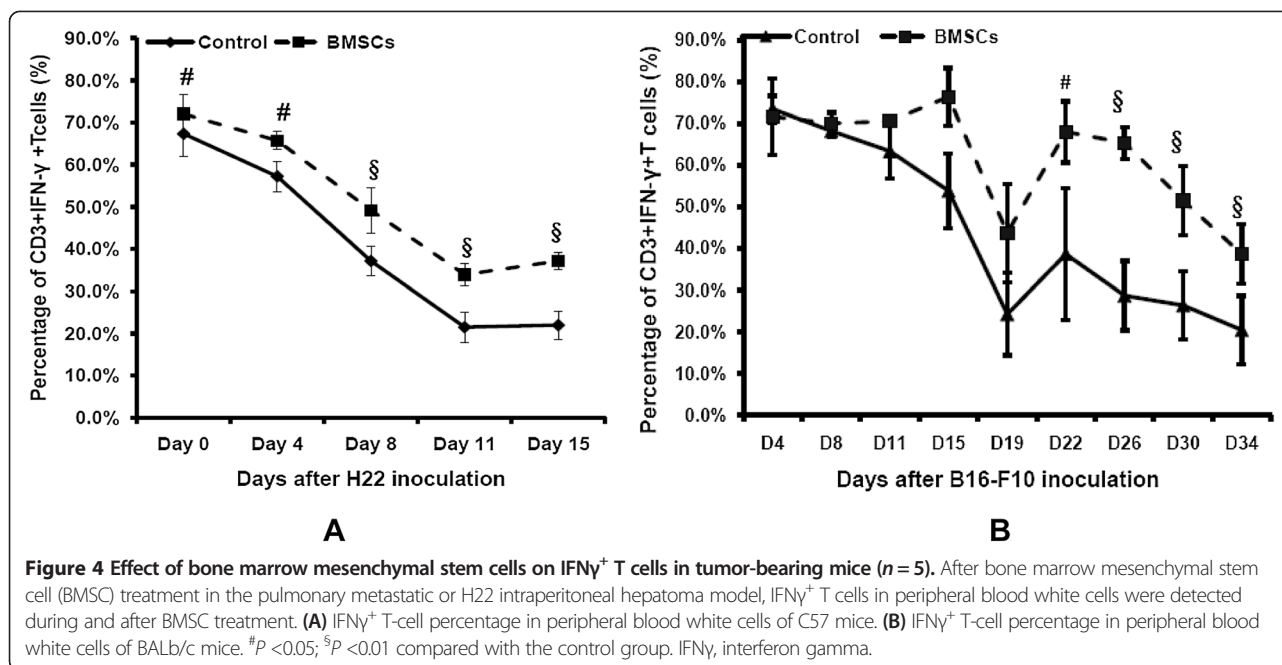 Control BMSCs
90.0%
80.0%
70.0%
60.0%
50.0%
40.0%
30.0%
20.0%
10.0%
0.0%
Percentage of CD3+IFN-γ +Tcells (%)
# # § § §
Day 0 Day 4 Day 8 Day 11 Day 15
Days after H22 inoculation
A
Control BMSCs
90.0%
80.0%
70.0%
60.0%
50.0%
40.0%
30.0%
20.0%
10.0%
0.0%
Percentage of CD3+IFN-γ+T cells (%)
# § § §
D4 D8 D11 D15 D19 D22 D26 D30 D34
Days after B16-F10 inoculation
B
Figure 4 Effect of bone marrow mesenchymal stem cells on IFNγ⁺ T cells in tumor-bearing mice (n = 5). After bone marrow mesenchymal stem
cell (BMSC) treatment in the pulmonary metastatic or H22 intraperitoneal hepatoma model, IFNγ⁺ T cells in peripheral blood white cells were detected
during and after BMSC treatment. (A) IFNγ⁺ T-cell percentage in peripheral blood white cells of C57 mice. (B) IFNγ⁺ T-cell percentage in peripheral blood
white cells of BALb/c mice. #P <0.05; §P <0.01 compared with the control group. IFNγ, interferon gamma.